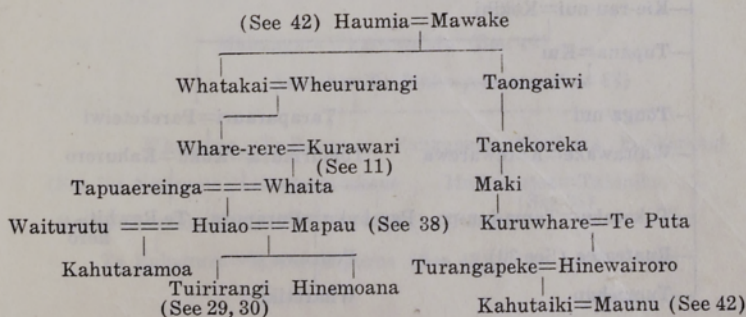 (See 42) Haumia=Mawake
Whatakai=Wheururangi Taongaiwi
Whare-rere=Kurawari Tanekoreka
(See 11)
Tapuaereinga===Whaita Maki
Waiturutu === Huiao==Mapau (See 38) Kuruwhare=Te Puta
Kahutaramoa Turangapeke=Hinewairoro
Tuirirangi Hinemoana
(See 29, 30) Kahutaiki=Maunu (See 42)